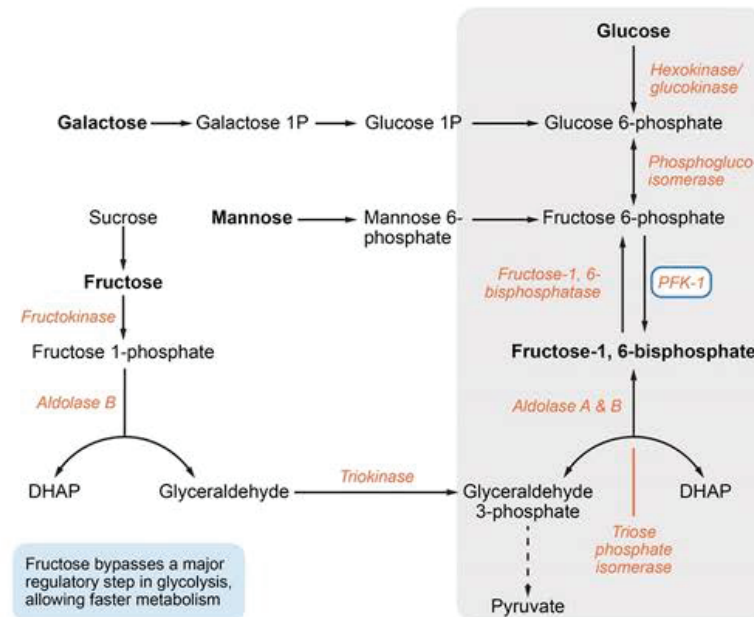 Glucose
Hexokinase/
glucokinase
Galactose
Galactose 1P
Glucose 1P
Glucose 6-phosphate
Phosphogluco
isomerase
Sucrose
Mannose
Mannose 6-
phosphate
Fructose 6-phosphate
Fructose
Fructose-1, 6-
bisphosphatase
PFK-1
Fructokinase
Fructose 1-phosphate
Fructose-1, 6-bisphosphate
Aldolase B
Aldolase A & B
DHAP
Glyceraldehyde
Triokinase
Glyceraldehyde
3-phosphate
DHAP
Triose
phosphate
isomerase
Fructose bypasses a major
regulatory step in glycolysis,
allowing faster metabolism
Pyruvate